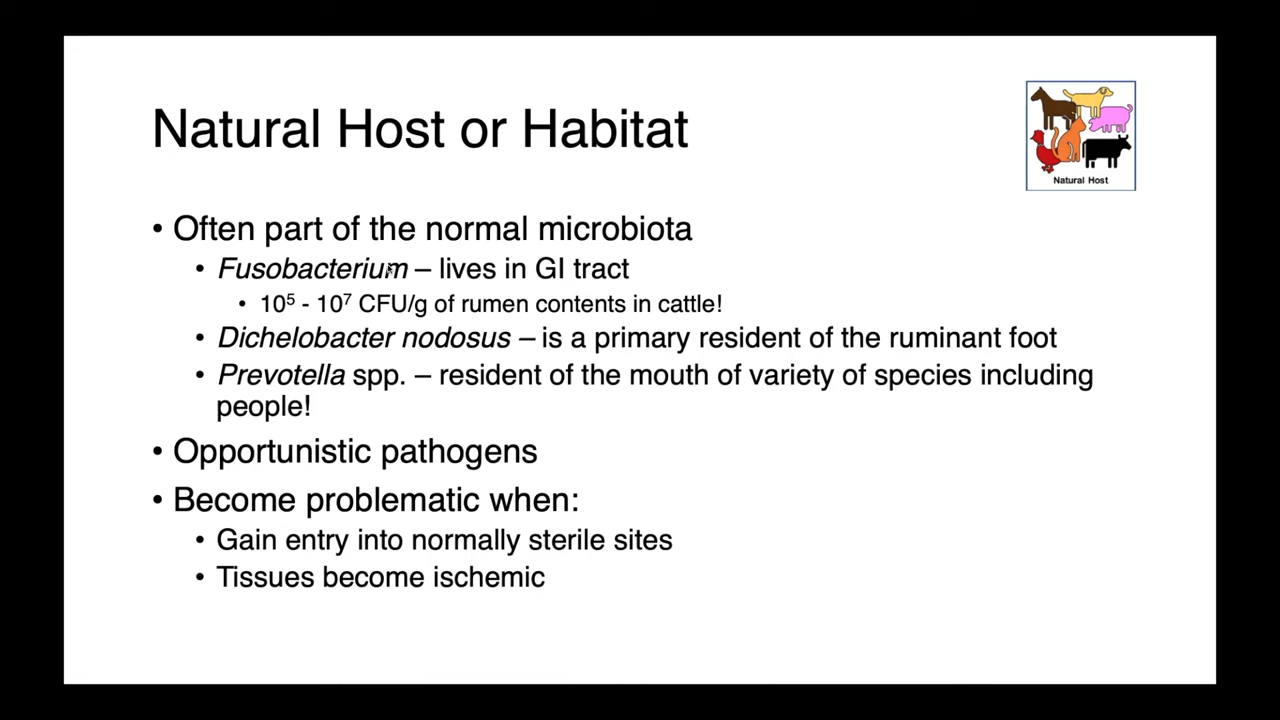 Natural Host or Habitat
Natural Host
• Often part of the normal microbiota
• Fusobacterium – lives in GI tract
• 10⁵ - 10⁷ CFU/g of rumen contents in cattle!
• Dichelobacter nodosus – is a primary resident of the ruminant foot
• Prevotella spp. – resident of the mouth of variety of species including
people!
• Opportunistic pathogens
• Become problematic when:
• Gain entry into normally sterile sites
• Tissues become ischemic